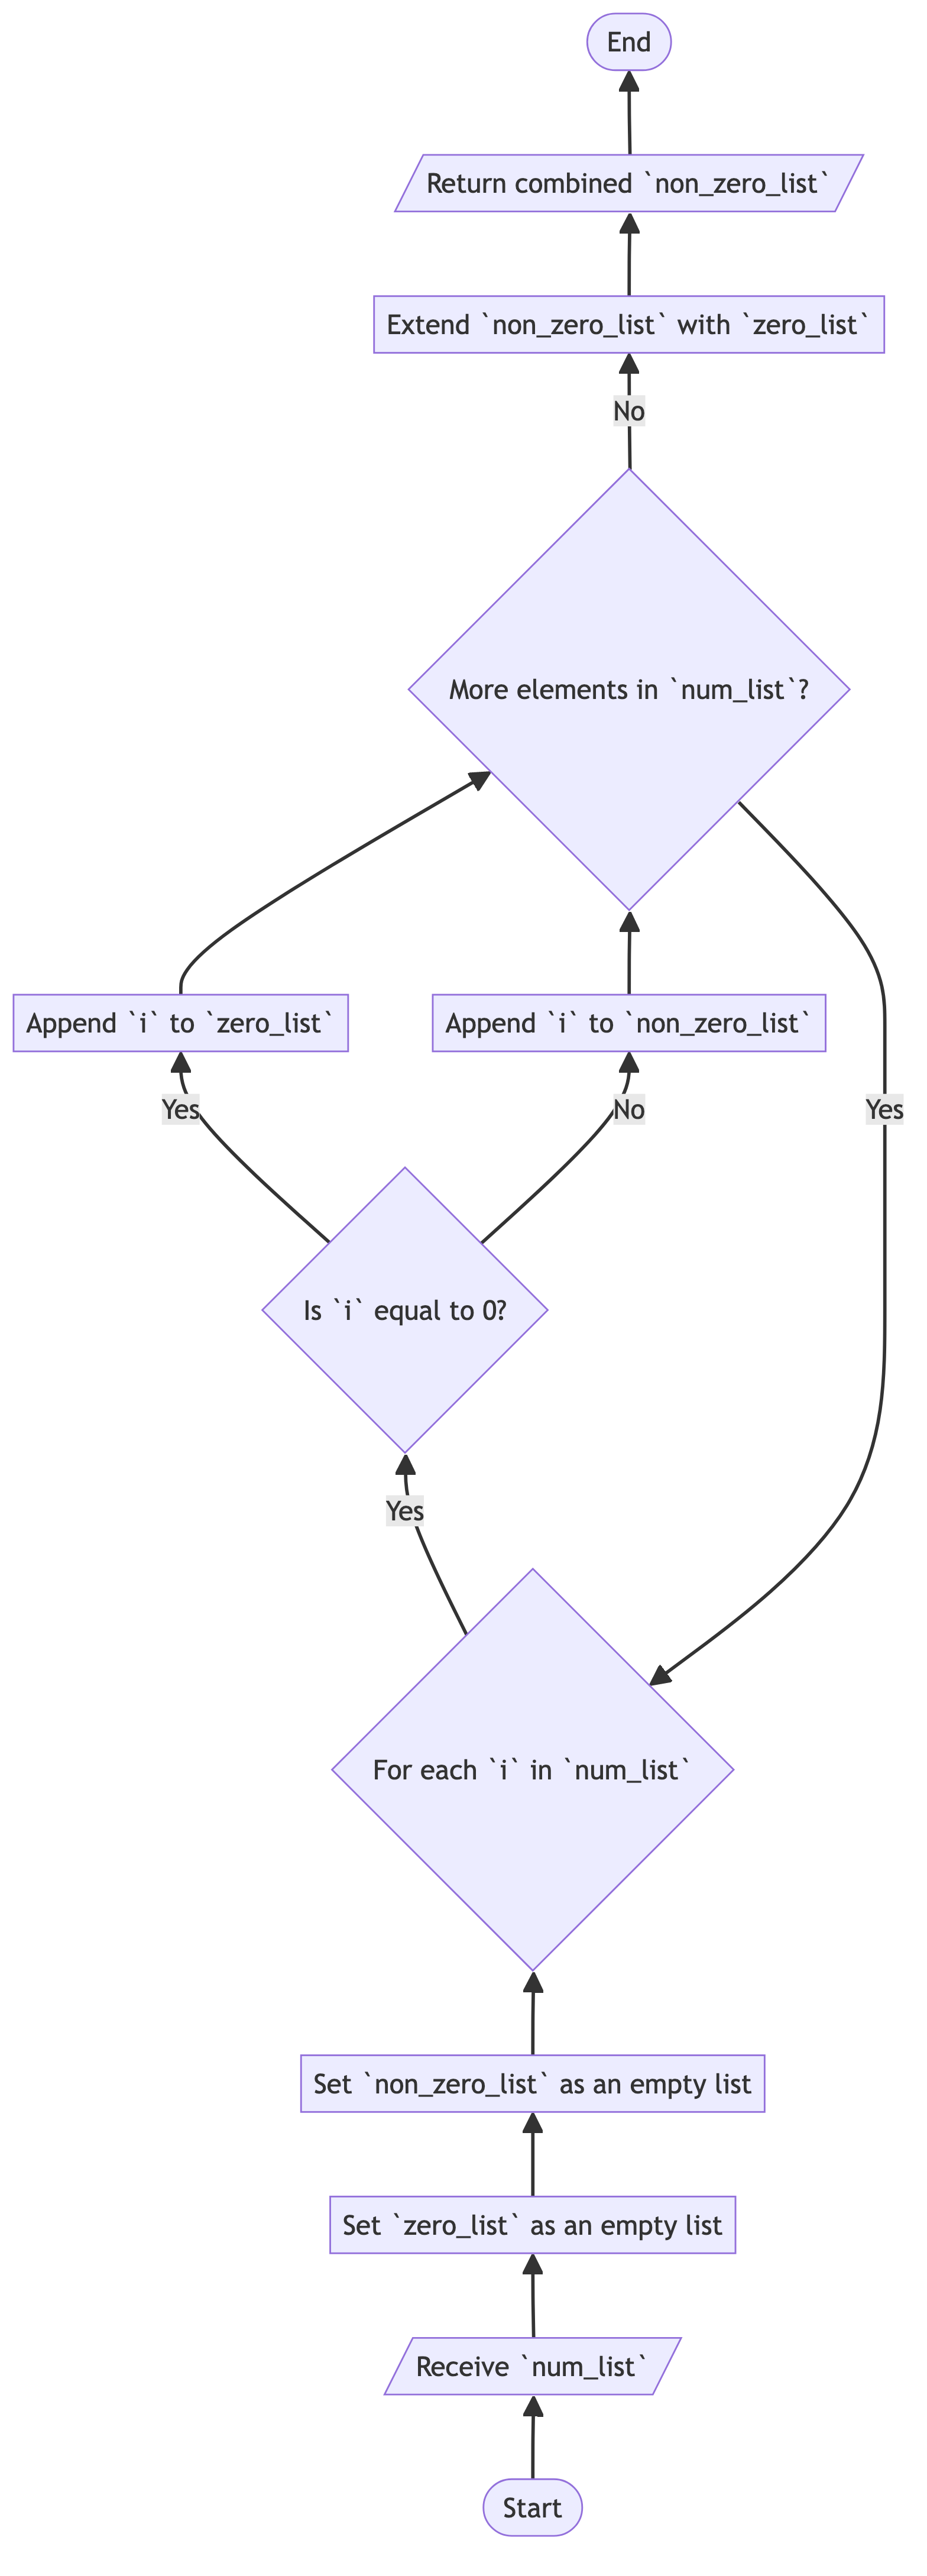 End
Return combined `non_zero_list`
Extend `non_zero_list` with `zero_list`
No
More elements in `num_list`?
Append `i` to `zero_list`
Append `i` to `non_zero_list`
Yes
No
Yes
Is `i` equal to 0?
Yes
For each `i` in `num_list`
Set `non_zero_list` as an empty list
Set `zero_list` as an empty list
Receive `num_list`
Start